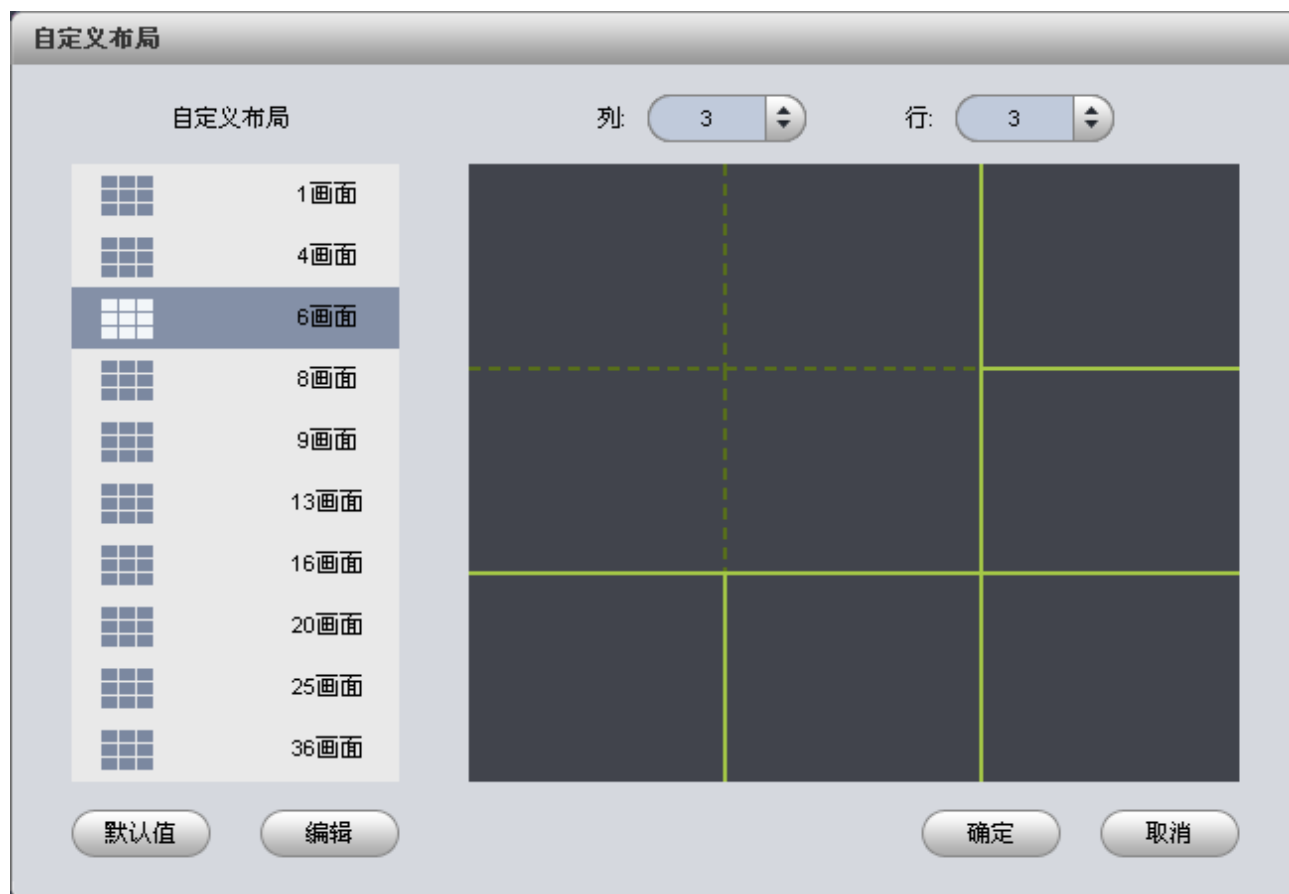 自定义布局
自定义布局
列: 3 行: 3
1画面
4画面
6画面
8画面
9画面
13画面
16画面
20画面
25画面
36画面
默认值 编辑 确定 取消